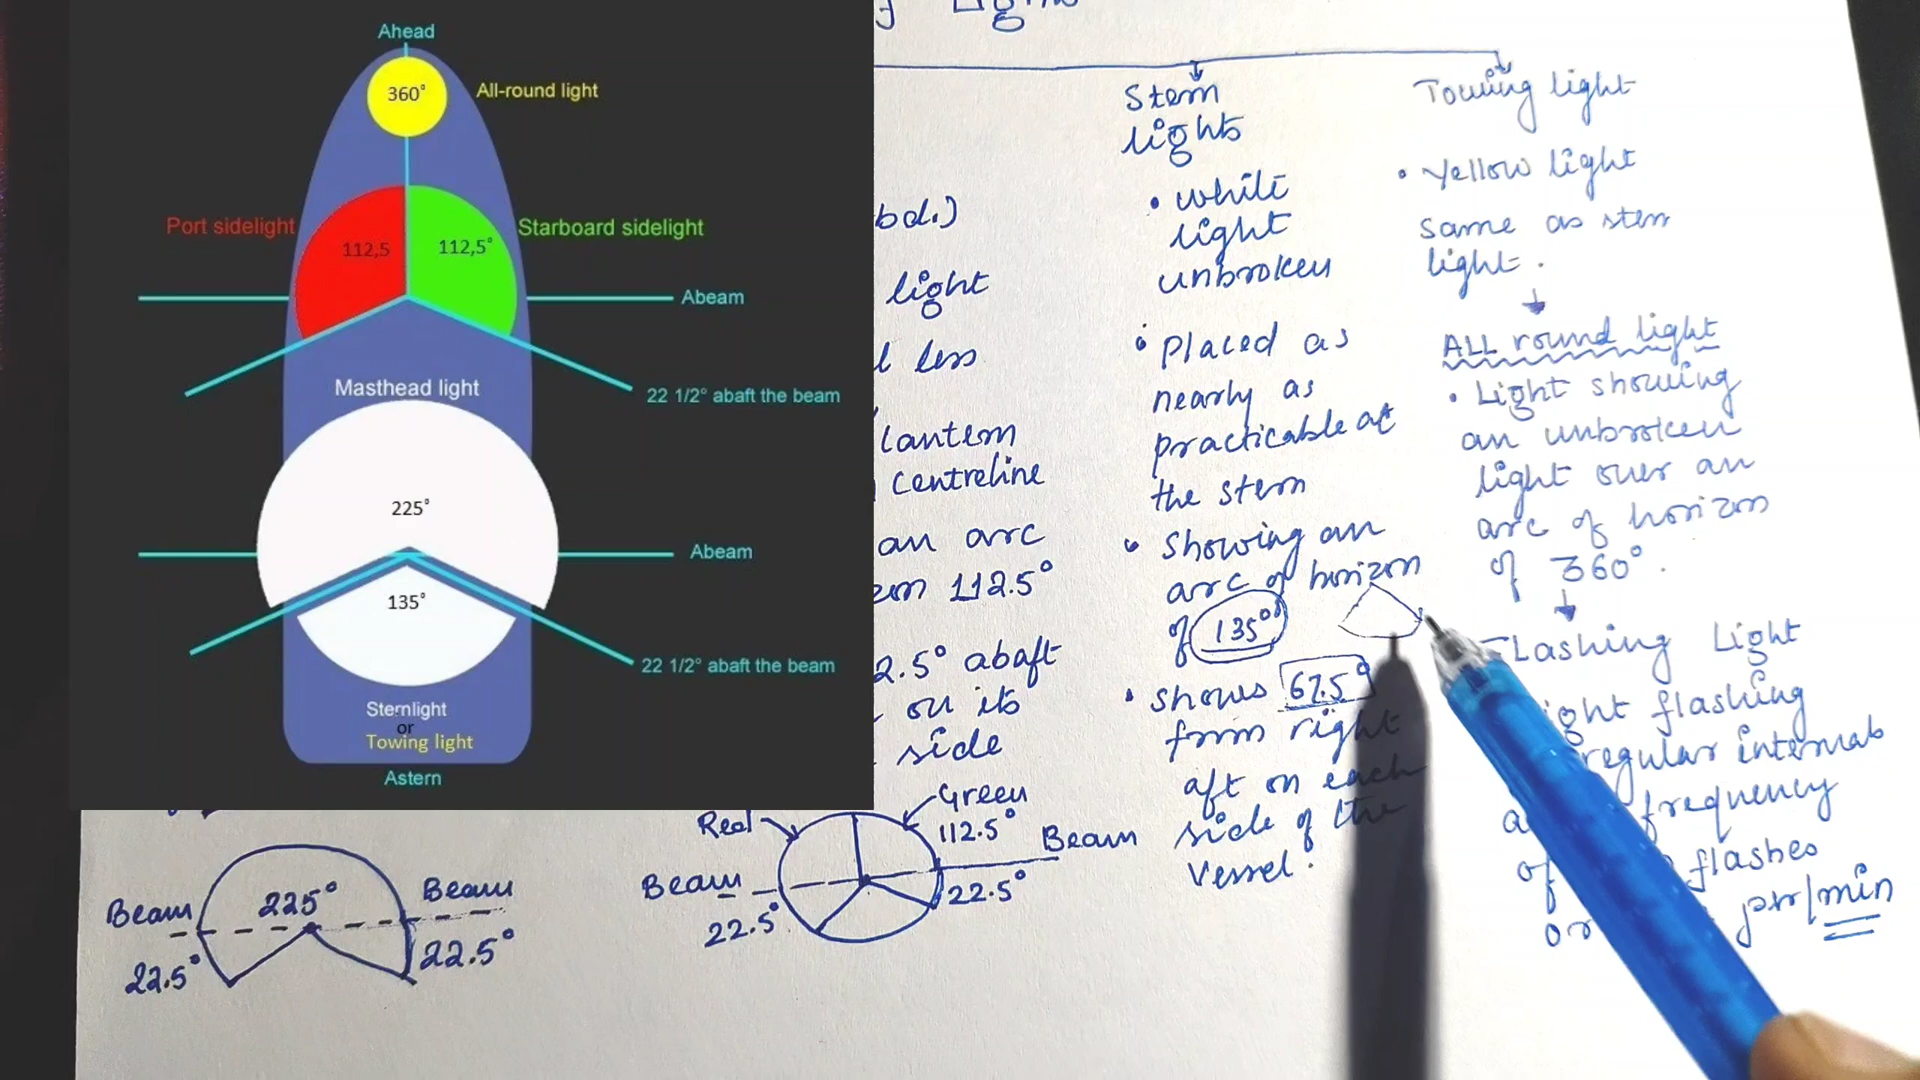 Ahead
360°
All-round light
Port sidelight
112,5
112,5°
Starboard sidelight
Abeam
22 1/2° abaft the beam
Masthead light
225°
Abeam
135°
22 1/2° abaft the beam
Sternlight
or
Towing light
Astern
bd.)
light
less
lantern
centreline
an arc
112.5°
2.5° abaft
on its
side
Stern
lights
• white
light
unbroken
• placed as
nearly as
practicable at
the stern
• Showing an
arc of horizon
of 135°
• shows 67.5°
from right
aft on each
side of the
vessel.
Towing light
• Yellow light
same as stern
light.
ALL round light
• Light showing
an unbroken
light over an
arc of horizon
of 360°.
Flashing Light
ight flashing
regular intervals
frequency
of flashes
or per/min
Beam
225°
Beam
22.5°
22.5°
Red
Green
112.5°
Beam
Beam
22.5°
22.5°